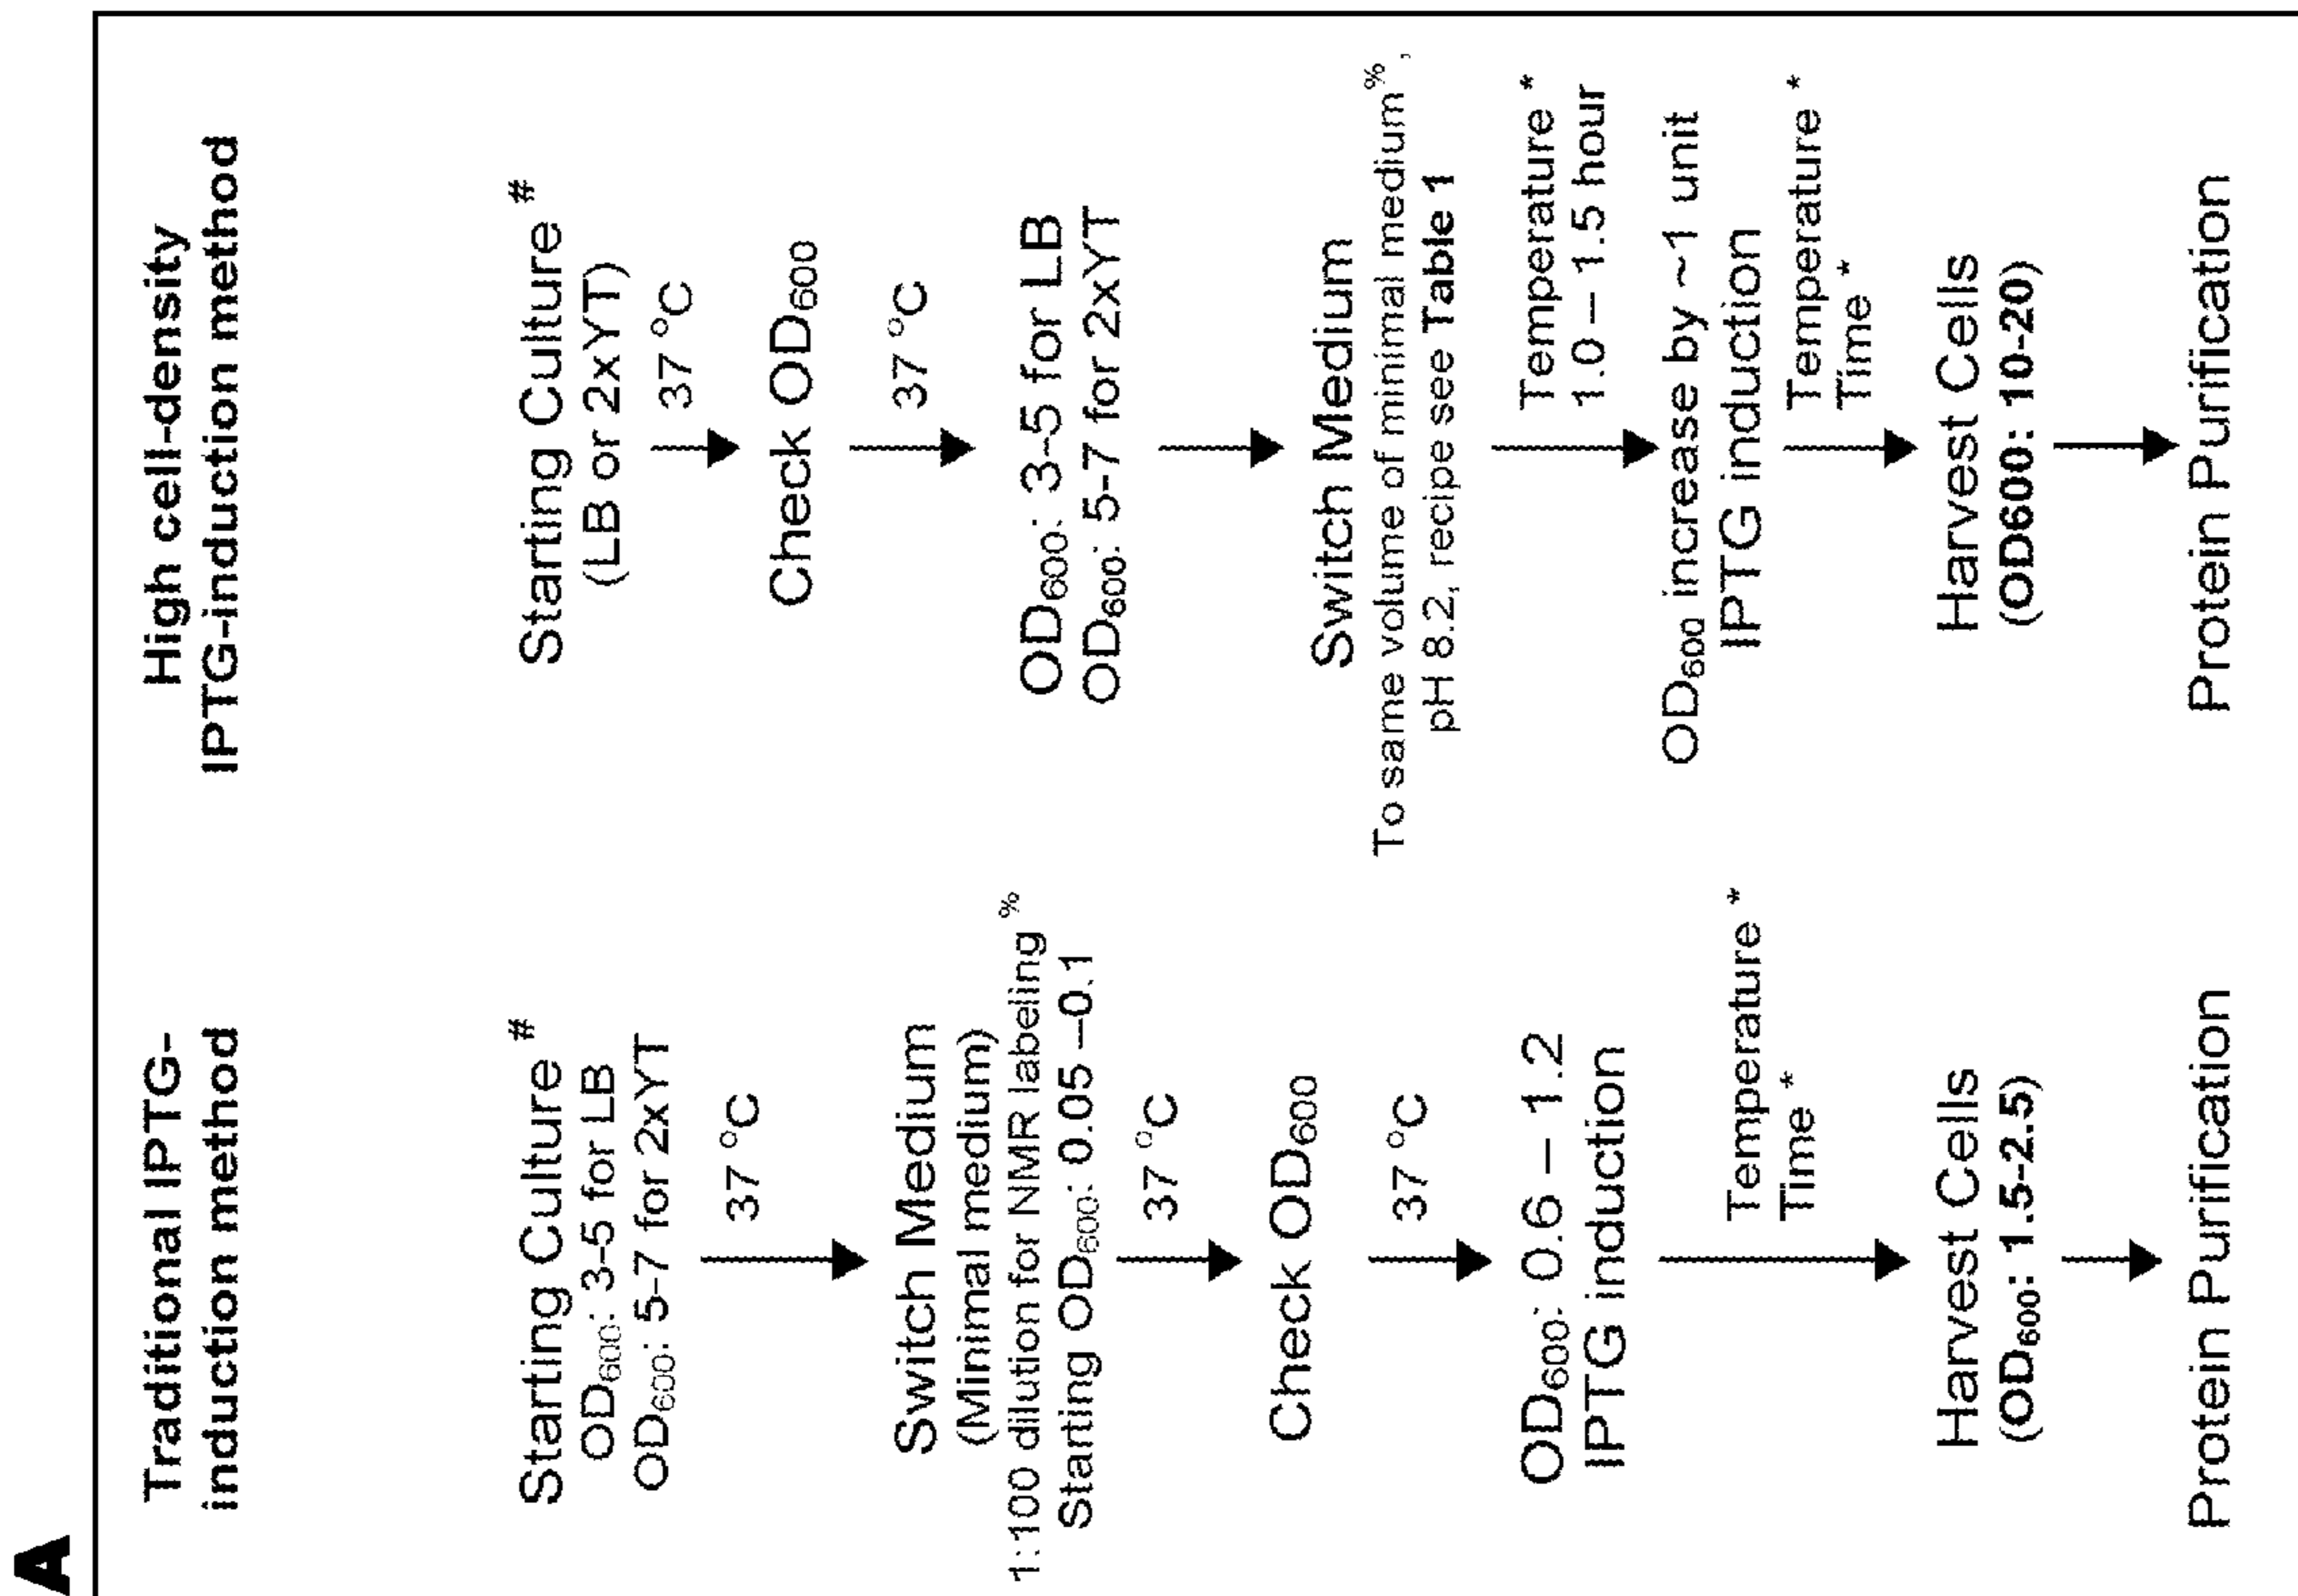 A
Traditional IPTG-
induction method
Starting Culture #
OD600: 3-5 for LB
OD600: 5-7 for 2xYT
37 °C
Switch Medium
(Minimal medium)
1:100 dilution for NMR labeling %
Starting OD600: 0.05 –0.1
37 °C
Check OD600
37 °C
OD600: 0.6 – 1.2
IPTG induction
Temperature *
Time *
Harvest Cells
(OD600: 1.5-2.5)
Protein Purification
High cell-density
IPTG-induction method
Starting Culture #
(LB or 2xYT)
37 °C
Check OD600
37 °C
OD600: 3-5 for LB
OD600: 5-7 for 2xYT
Switch Medium
To same volume of minimal medium%,
pH 8.2, recipe see Table 1
Temperature *
1.0 – 1.5 hour
OD600 increase by ~1 unit
IPTG induction
Temperature *
Time *
Harvest Cells
(OD600: 10-20)
Protein Purification